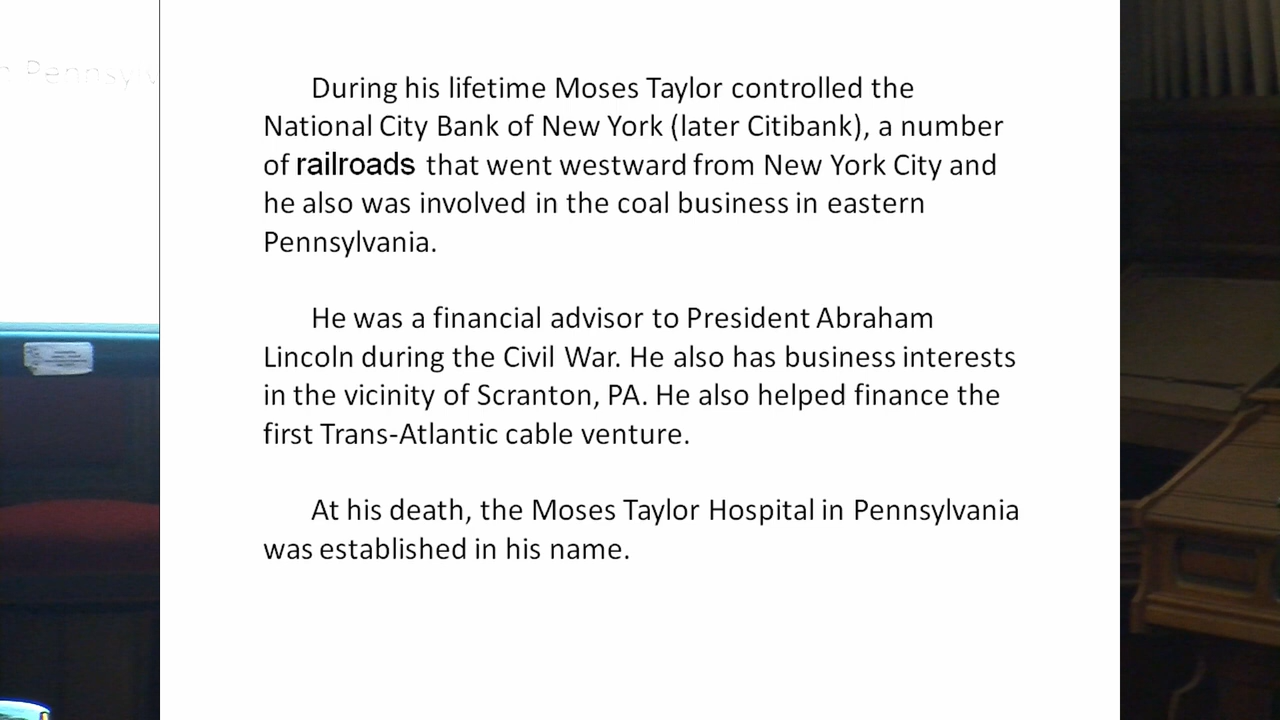 During his lifetime Moses Taylor controlled the
National City Bank of New York (later Citibank), a number
of railroads that went westward from New York City and
he also was involved in the coal business in eastern
Pennsylvania.
He was a financial advisor to President Abraham
Lincoln during the Civil War. He also has business interests
in the vicinity of Scranton, PA. He also helped finance the
first Trans-Atlantic cable venture.
At his death, the Moses Taylor Hospital in Pennsylvania
was established in his name.